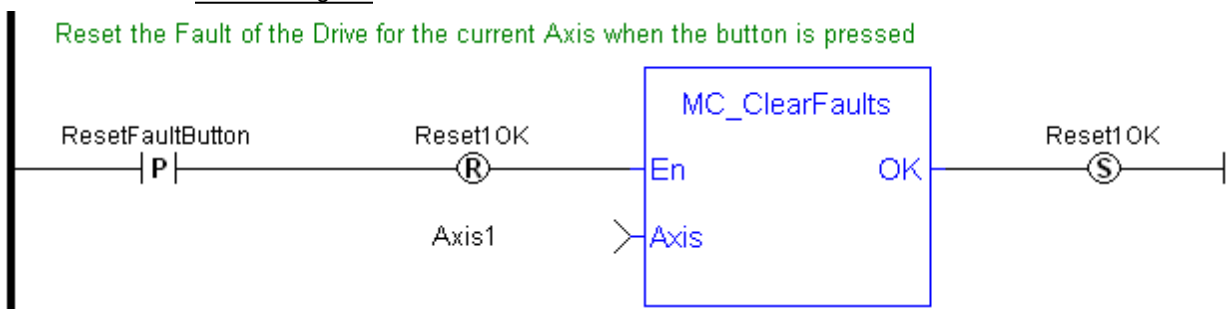 Reset the Fault of the Drive for the current Axis when the button is pressed
MC_ClearFaults
ResetFaultButton
Reset1OK
Reset1OK
P
R
En
OK
S
Axis1
Axis